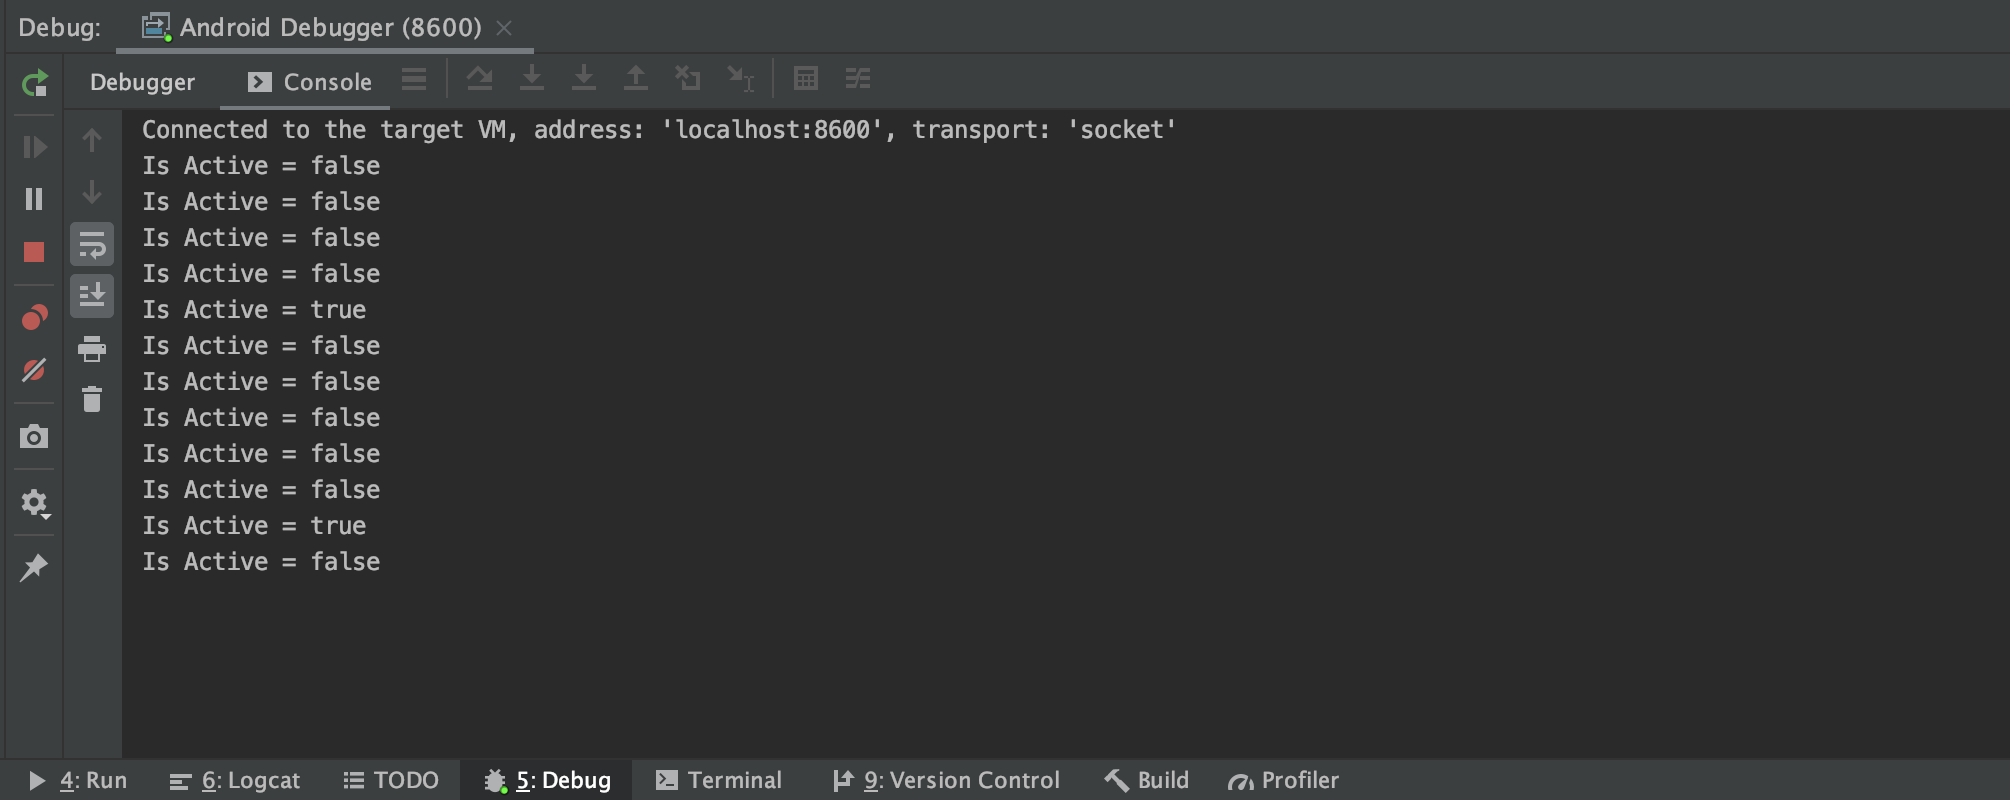 Debug: Android Debugger (8600)
Debugger Console
Connected to the target VM, address: 'localhost:8600', transport: 'socket'
Is Active = false
Is Active = false
Is Active = false
Is Active = false
Is Active = true
Is Active = false
Is Active = false
Is Active = false
Is Active = false
Is Active = false
Is Active = true
Is Active = false
4: Run 6: Logcat TODO 5: Debug Terminal 9: Version Control Build Profiler